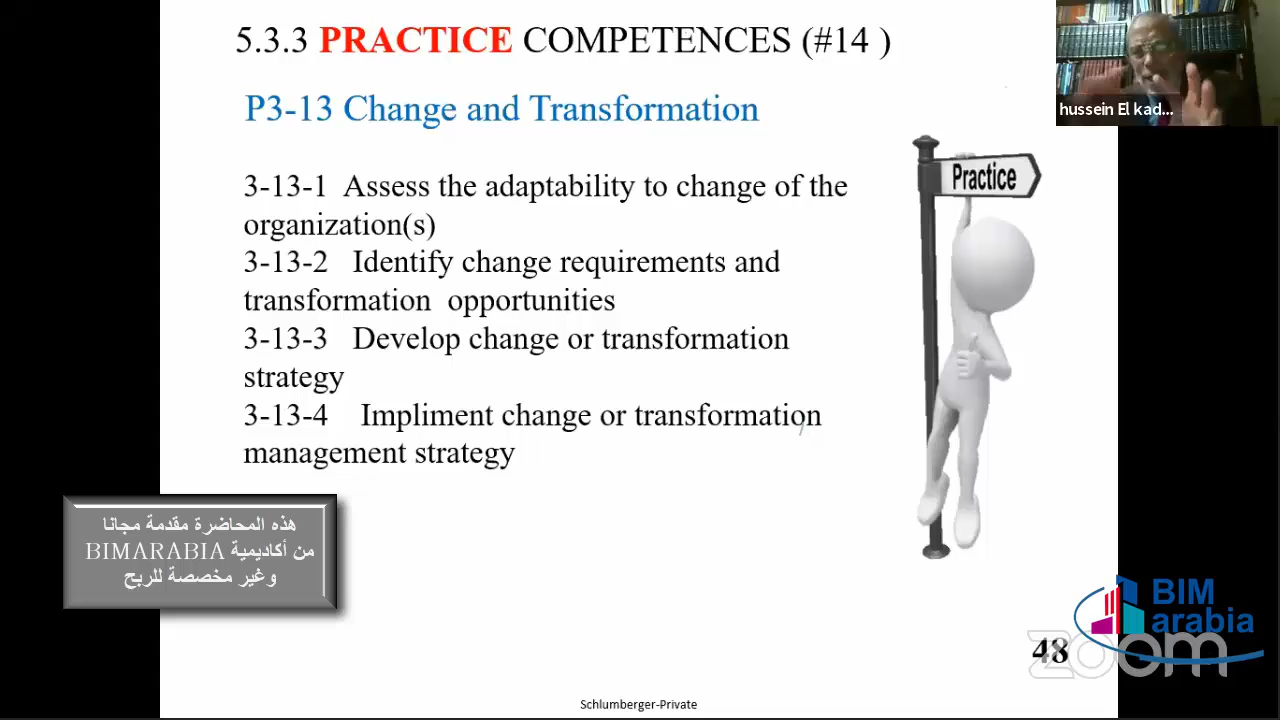 5.3.3 PRACTICE COMPETENCES (#14 )
hussein El kad...
P3-13 Change and Transformation
Practice
3-13-1 Assess the adaptability to change of the
organization(s)
3-13-2 Identify change requirements and
transformation opportunities
3-13-3 Develop change or transformation
strategy
3-13-4 Impliment change or transformation
management strategy
هذه المحاضرة مقدمة مجانا
من أكاديمية BIMARABIA
وغير مخصصة للربح
BIM
arabia
48
zoom
Schlumberger-Private